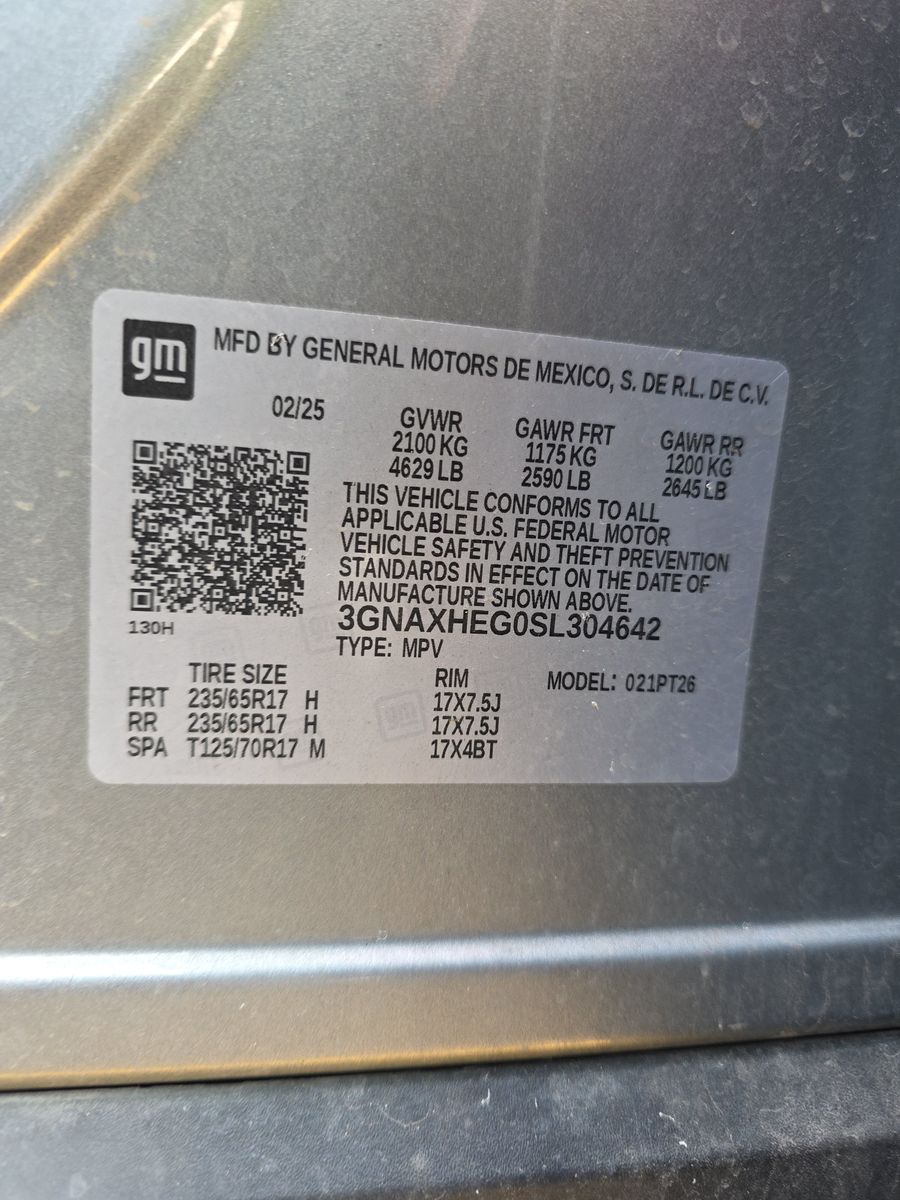 gm
MFD BY GENERAL MOTORS DE MEXICO, S. DE R.L. DE C.V.
02/25
GVWR GAWR FRT GAWR RR
2100 KG 1175 KG 1200 KG
4629 LB 2590 LB 2645 LB
THIS VEHICLE CONFORMS TO ALL
APPLICABLE U.S. FEDERAL MOTOR
VEHICLE SAFETY AND THEFT PREVENTION
STANDARDS IN EFFECT ON THE DATE OF
MANUFACTURE SHOWN ABOVE.
130H
3GNAXHEG0SL304642
TYPE: MPV
TIRE SIZE RIM MODEL: 021PT26
FRT 235/65R17 H 17X7.5J
RR 235/65R17 H 17X7.5J
SPA T125/70R17 M 17X4BT